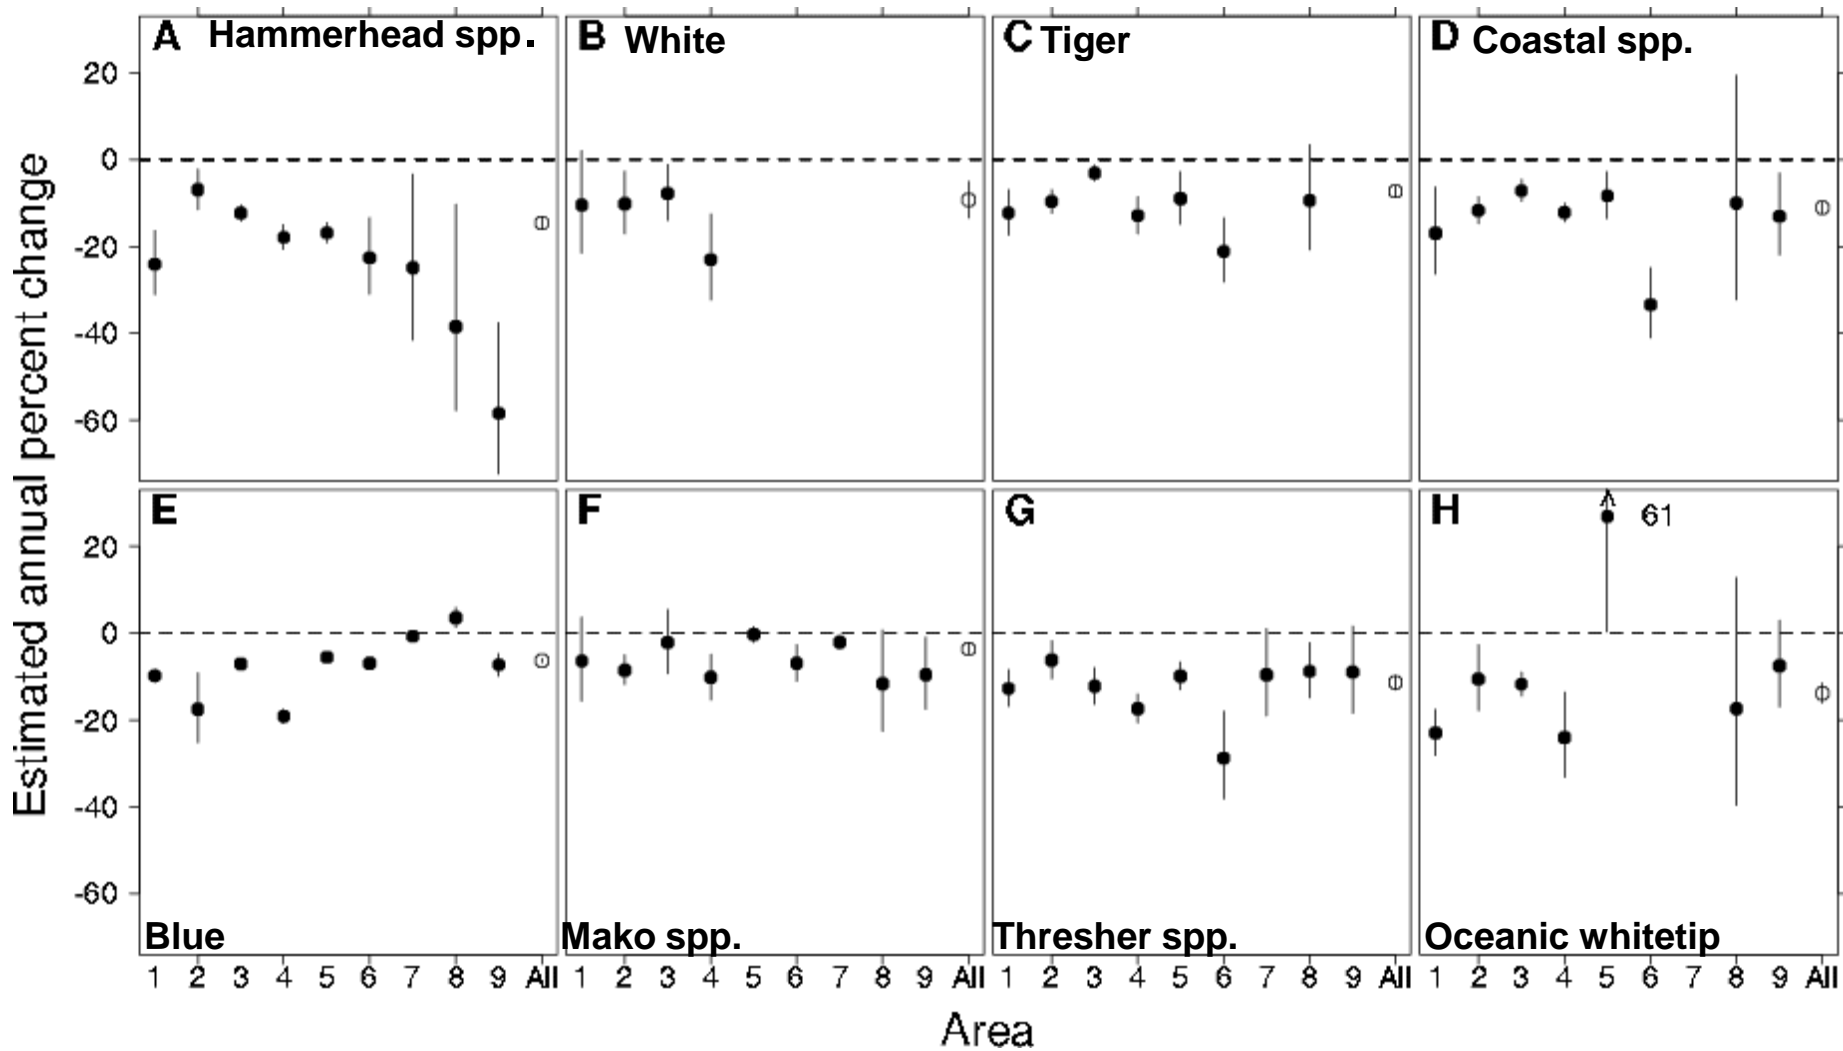 A Hammerhead spp.
B White
C Tiger
D Coastal spp.
20
0
-20
-40
-60
Estimated annual percent change
E
F
G
H
61
20
0
-20
-40
-60
Blue
Mako spp.
Thresher spp.
Oceanic whitetip
1 2 3 4 5 6 7 8 9 All
1 2 3 4 5 6 7 8 9 All
1 2 3 4 5 6 7 8 9 All
1 2 3 4 5 6 7 8 9 All
Area